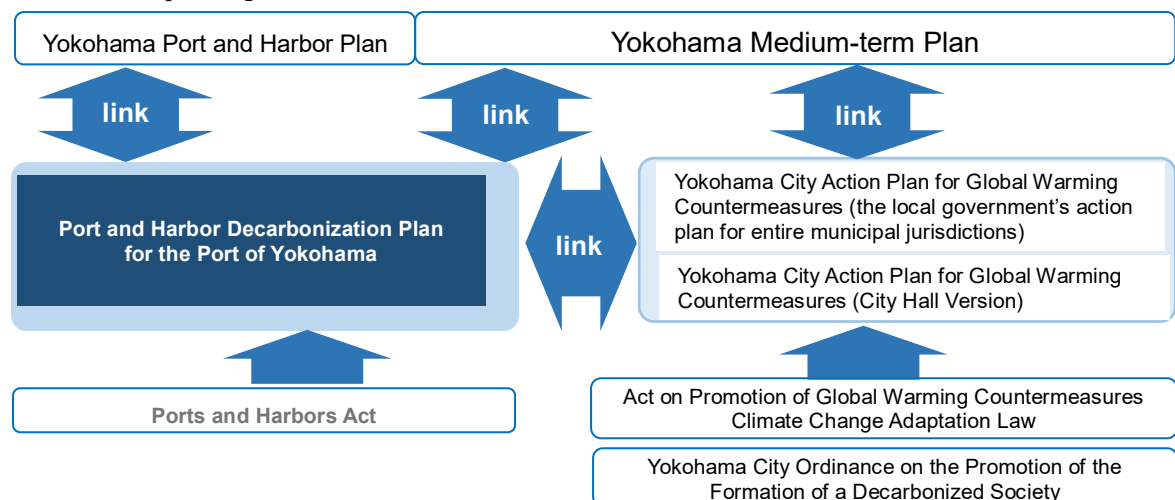 Yokohama Port and Harbor Plan
Yokohama Medium-term Plan
link
link
link
Port and Harbor Decarbonization Plan
for the Port of Yokohama
link
Yokohama City Action Plan for Global Warming
Countermeasures (the local government’s action
plan for entire municipal jurisdictions)
Yokohama City Action Plan for Global Warming
Countermeasures (City Hall Version)
Ports and Harbors Act
Act on Promotion of Global Warming Countermeasures
Climate Change Adaptation Law
Yokohama City Ordinance on the Promotion of the
Formation of a Decarbonized Society